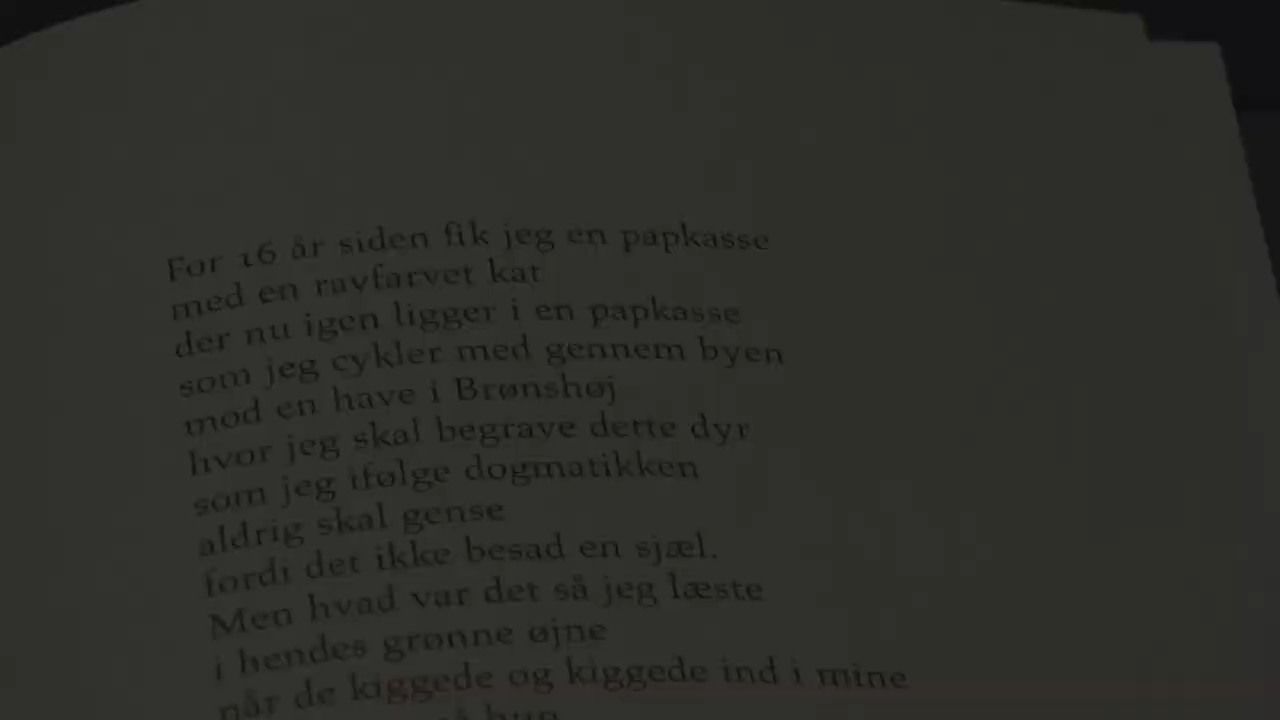 For 16 år siden fik jeg en papkasse
med en ravfarvet kat
der nu igen ligger i en papkasse
som jeg cykler med gennem byen
mod en have i Brønshøj
hvor jeg skal begrave dette dyr
som jeg ifølge dogmatikken
aldrig skal gense
fordi det ikke besad en sjæl.
Men hvad var det så jeg læste
i hendes grønne øjne
når de kiggede og kiggede ind i mine
så hun